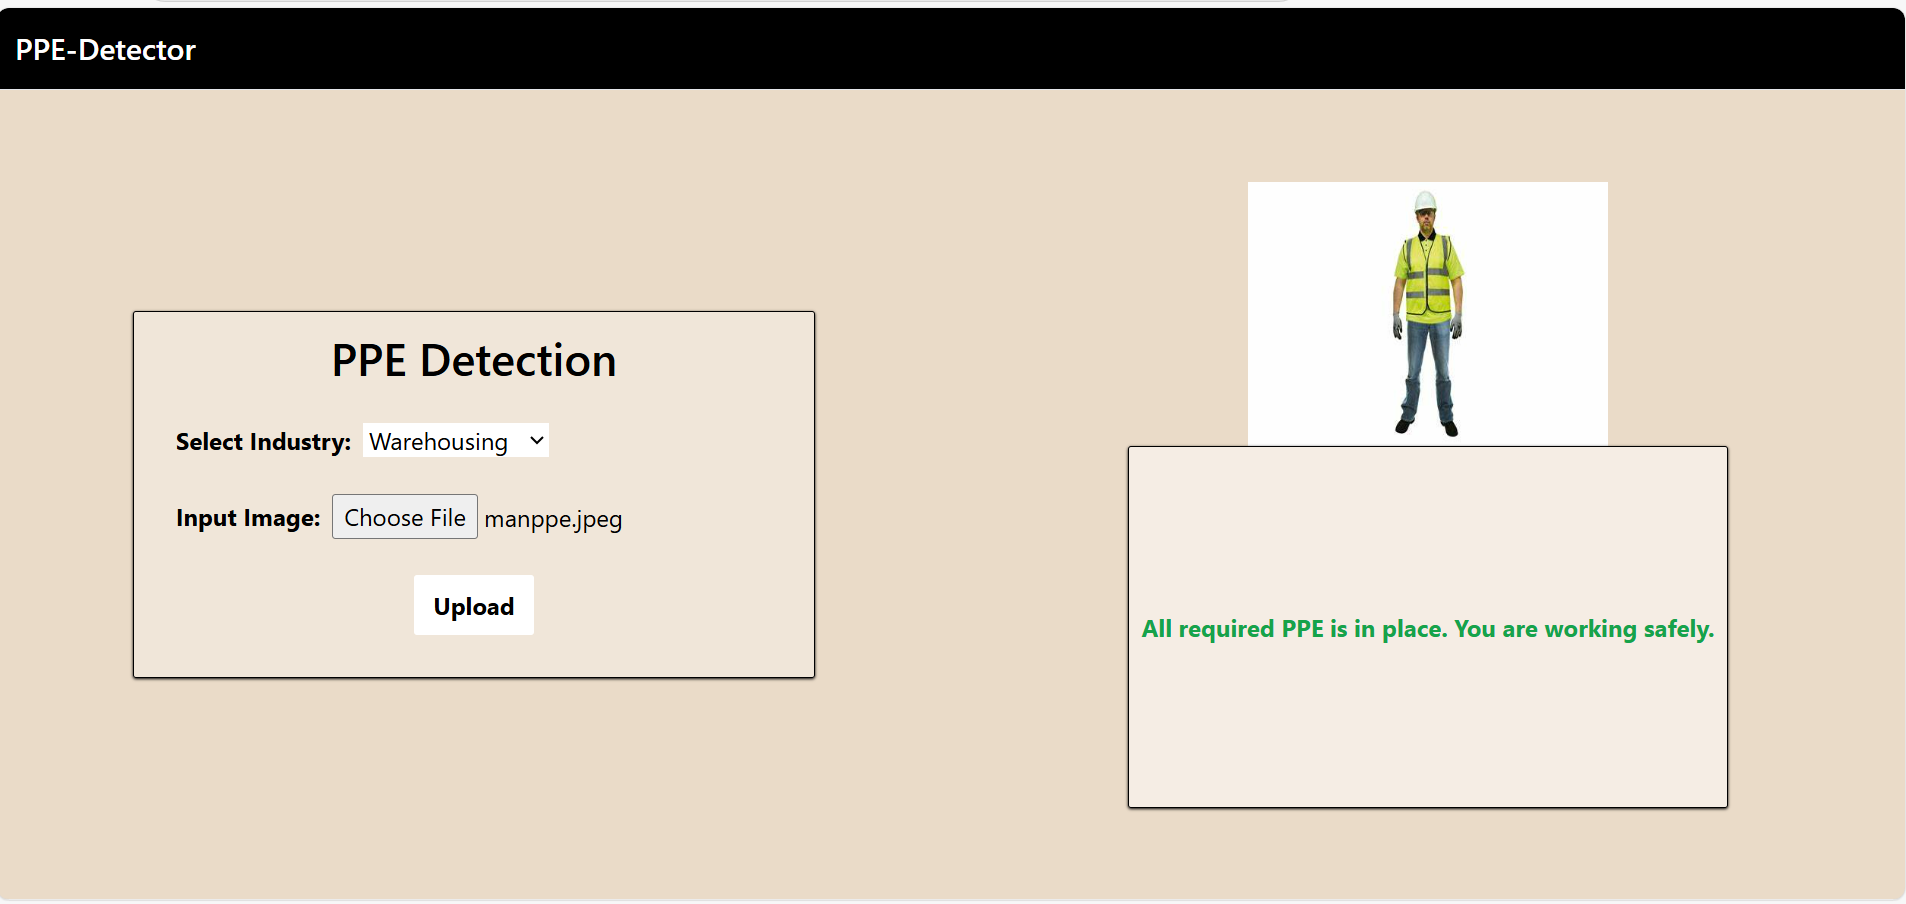 PPE-Detector
PPE Detection
Select Industry: Warehousing
Input Image: Choose File manppe.jpeg
Upload
All required PPE is in place. You are working safely.